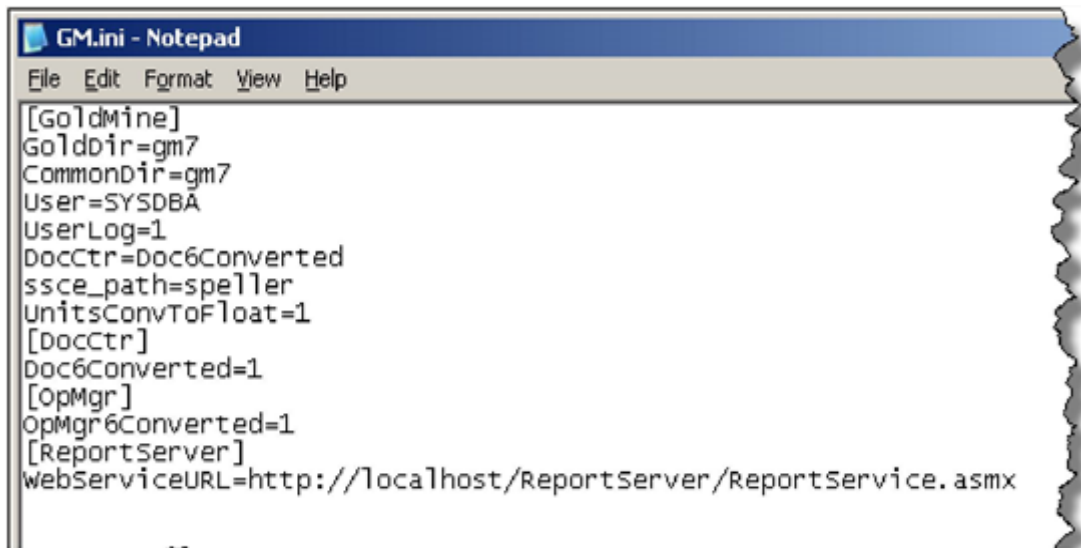 GM.ini - Notepad
File Edit Format View Help
[GoldMine]
GoldDir=gm7
CommonDir=gm7
User=SYSDBA
UserLog=1
DocCtr=Doc6Converted
ssce_path=speller
UnitsConvToFloat=1
[DocCtr]
Doc6Converted=1
[OpMgr]
OpMgr6Converted=1
[ReportServer]
WebServiceURL=http://localhost/ReportServer/ReportService.asmx